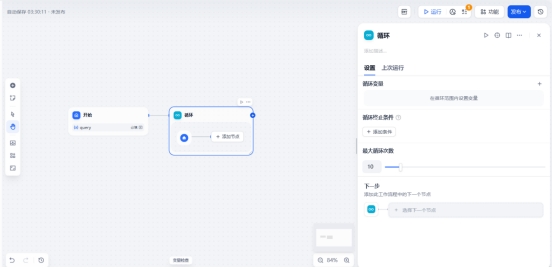 自动保存 03:33:11 · 未发布
运行
功能
发布
循环
添加描述...
设置 上次运行
循环变量
在循环范围内设置变量
循环终止条件
+ 添加条件
最大循环次数
10
下一步
添加此工作流程中的下一个节点
+ 选择下一个节点
开始
query
循环
+ 添加节点
变量检查
84%